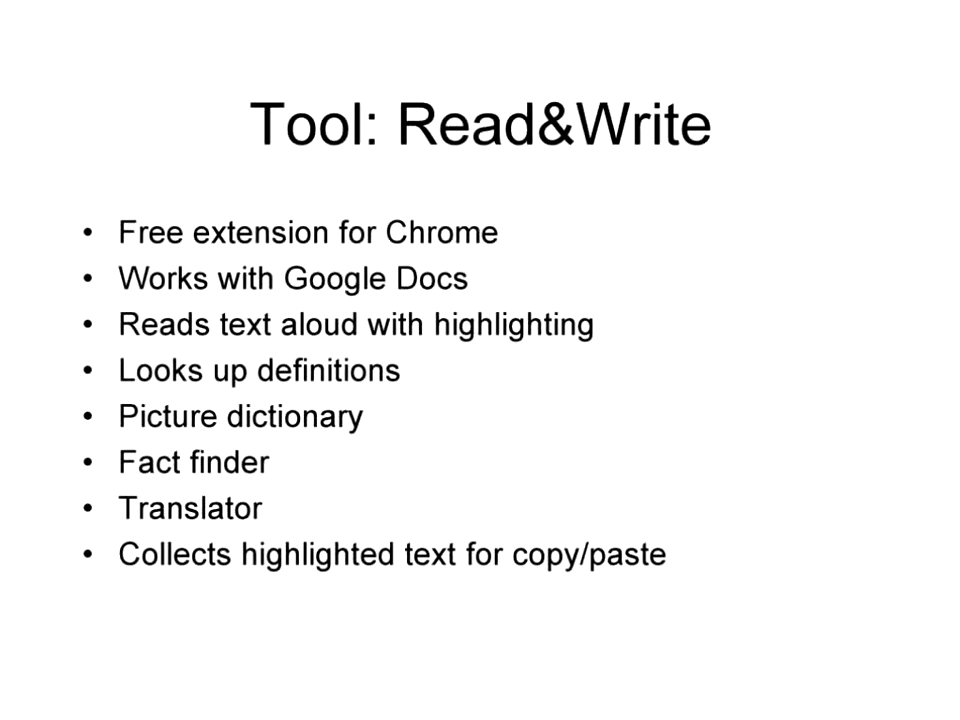 Tool: Read&Write
• Free extension for Chrome
• Works with Google Docs
• Reads text aloud with highlighting
• Looks up definitions
• Picture dictionary
• Fact finder
• Translator
• Collects highlighted text for copy/paste